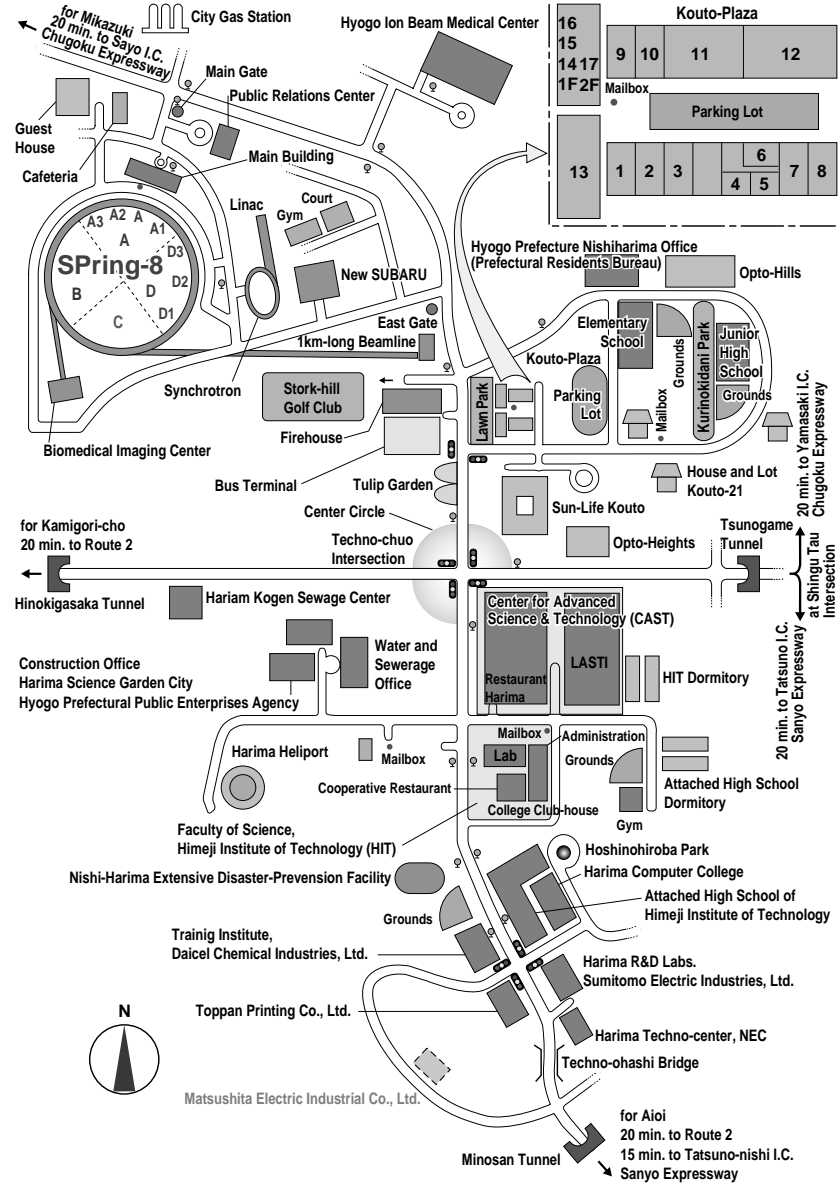 for Mikazuki
20 min. to Sayo I.C.
Chugoku Expressway
City Gas Station
Hyogo Ion Beam Medical Center
Kouto-Plaza
16
15
14 17
1F 2F
9
10
11
12
Mailbox
Parking Lot
13
1
2
3
4
5
6
7
8
Main Gate
Public Relations Center
Guest
House
Cafeteria
Main Building
Linac
Court
Gym
A3
A2
A
A1
A
D3
SPring-8
D2
B
D
D1
C
New SUBARU
East Gate
1km-long Beamline
Synchrotron
Biomedical Imaging Center
Hyogo Prefecture Nishiharima Office
(Prefectural Residents Bureau)
Opto-Hills
Elementary
School
Grounds
Kurinokidani Park
Junior
High
School
Grounds
Kouto-Plaza
Parking
Lot
Mailbox
Lawn Park
Stork-hill
Golf Club
Firehouse
Bus Terminal
Tulip Garden
Center Circle
Techno-chuo
Intersection
House and Lot
Kouto-21
Sun-Life Kouto
Opto-Heights
Tsunogame
Tunnel
20 min. to Yamasaki I.C.
Chugoku Expressway
at Shingu Tau
Intersection
20 min. to Tatsuno I.C.
Sanyo Expressway
for Kamigori-cho
20 min. to Route 2
Hinokigasaka Tunnel
Hariam Kogen Sewage Center
Center for Advanced
Science & Technology (CAST)
LASTI
Restaurant
Harima
HIT Dormitory
Water and
Sewerage
Office
Construction Office
Harima Science Garden City
Hyogo Prefectural Public Enterprises Agency
Harima Heliport
Mailbox
Mailbox
Administration
Lab
Grounds
Cooperative Restaurant
College Club-house
Gym
Attached High School
Dormitory
Faculty of Science,
Himeji Institute of Technology (HIT)
Hoshinohiroba Park
Harima Computer College
Nishi-Harima Extensive Disaster-Prevention Facility
Attached High School of
Himeji Institute of Technology
Grounds
Trainig Institute,
Daicel Chemical Industries, Ltd.
Harima R&D Labs.
Sumitomo Electric Industries, Ltd.
Toppan Printing Co., Ltd.
Harima Techno-center, NEC
Techno-ohashi Bridge
N
Matsushita Electric Industrial Co., Ltd.
Minosan Tunnel
for Aioi
20 min. to Route 2
15 min. to Tatsuno-nishi I.C.
Sanyo Expressway